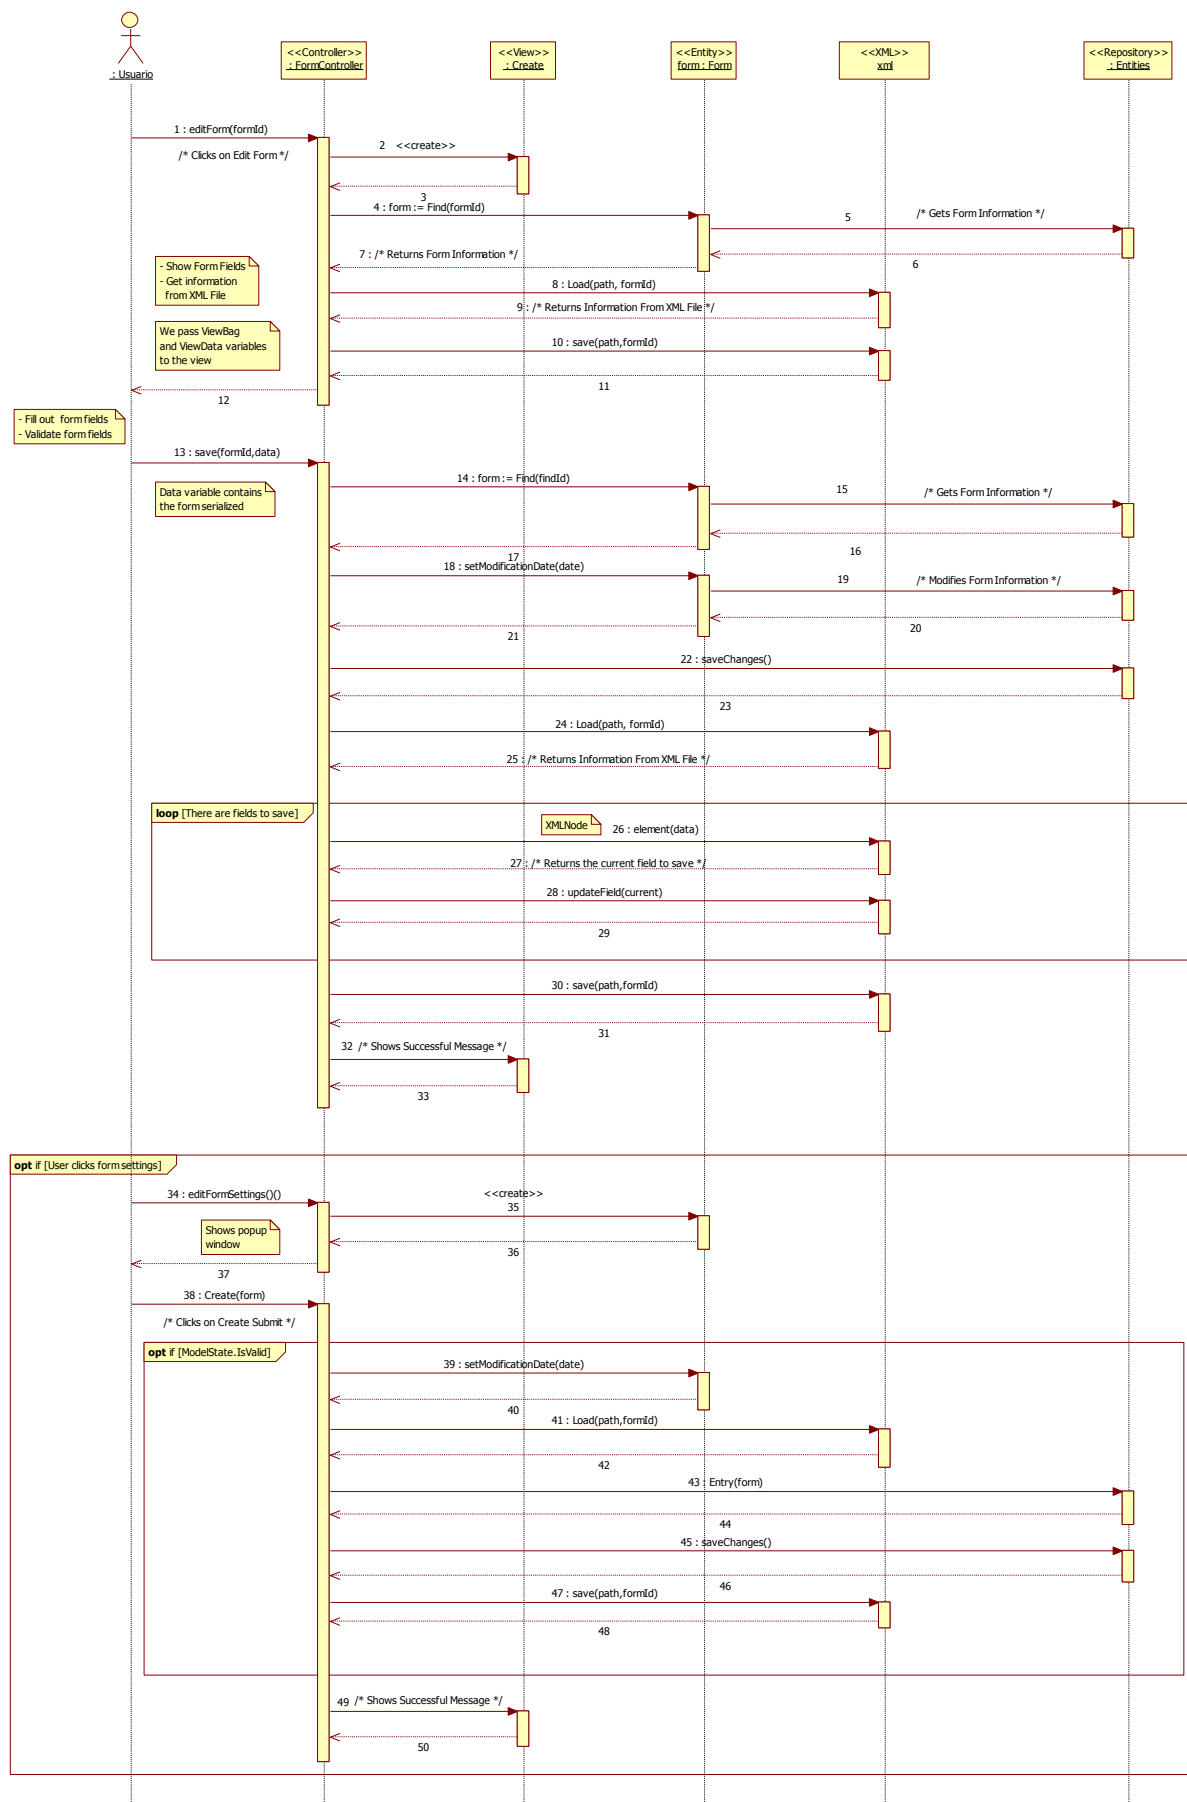 <<Controller>>
: FormController
<<View>>
: Create
<<Entity>>
form : Form
<<XML>>
xml
<<Repository>>
: Entities
: Usuario
1 : editForm(formId)
/* Clicks on Edit Form */
2 <<create>>
3
4 : form := Find(formId)
5
/* Gets Form Information */
6
7 : /* Returns Form Information */
- Show Form Fields
- Get information
from XML File
8 : Load(path, formId)
9 : /* Returns Information From XML File */
We pass ViewBag
and ViewData variables
to the view
10 : save(path,formId)
11
12
- Fill out form fields
- Validate form fields
13 : save(formId,data)
Data variable contains
the form serialized
14 : form := Find(findId)
15
/* Gets Form Information */
16
17
18 : setModificationDate(date)
19
/* Modifies Form Information */
20
21
22 : saveChanges()
23
24 : Load(path, formId)
25 : /* Returns Information From XML File */
loop [There are fields to save]
XMLNode
26 : element(data)
27 : /* Returns the current field to save */
28 : updateField(current)
29
30 : save(path,formId)
31
32 /* Shows Successful Message */
33
opt if [User clicks form settings]
34 : editFormSettings()()
<<create>>
35
Shows popup
window
36
37
38 : Create(form)
/* Clicks on Create Submit */
opt if [ModelState.IsValid]
39 : setModificationDate(date)
40
41 : Load(path,formId)
42
43 : Entry(form)
44
45 : saveChanges()
46
47 : save(path,formId)
48
49 /* Shows Successful Message */
50